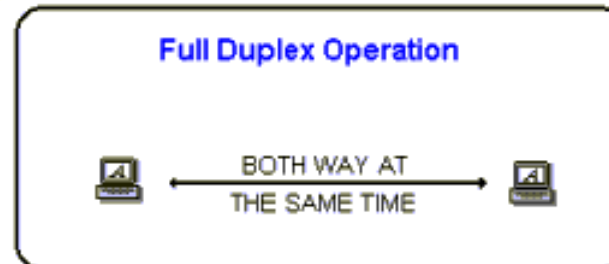 Full Duplex Operation
BOTH WAY AT
THE SAME TIME
A
A